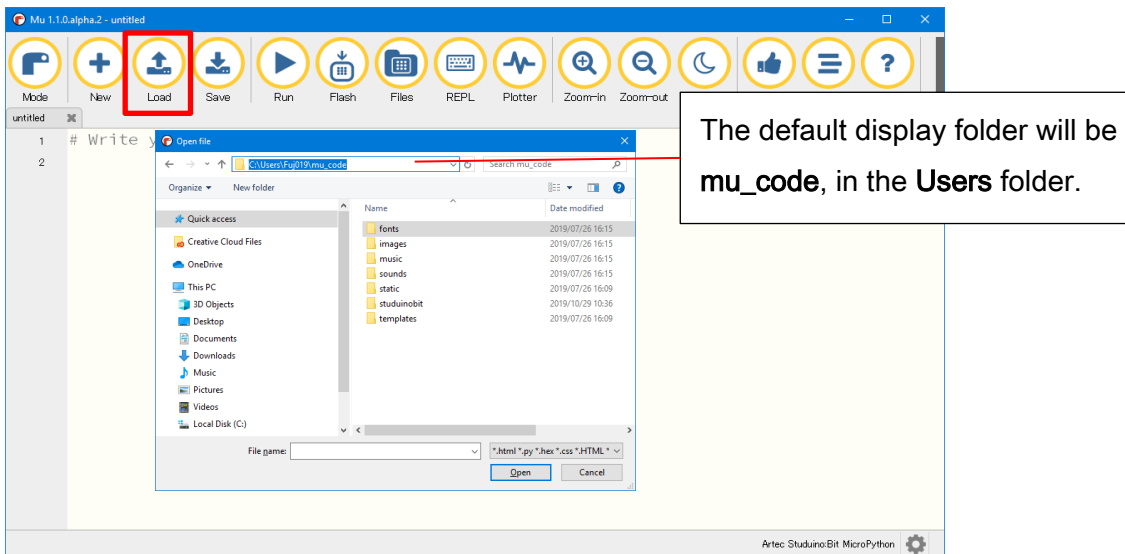 Mu 1.1.0.alpha.2 - untitled
Mode New Load Save Run Flash Files REPL Plotter Zoom-in Zoom-out
untitled
1 # Write y
2
Open file
C:\Users\Fuj019\mu_code
Search mu_code
Organize New folder
Name Date modified
Quick access
Creative Cloud Files
OneDrive
This PC
3D Objects
Desktop
Documents
Downloads
Music
Pictures
Videos
Local Disk (C:)
fonts 2019/07/26 16:15
images 2019/07/26 16:15
music 2019/07/26 16:15
sounds 2019/07/26 16:15
static 2019/07/26 16:09
studuinobit 2019/10/29 10:36
templates 2019/07/26 16:09
File name:
*.html *.py *.hex *.css *.HTML *
Open Cancel
The default display folder will be
mu_code, in the Users folder.
Artec Studuino:Bit MicroPython